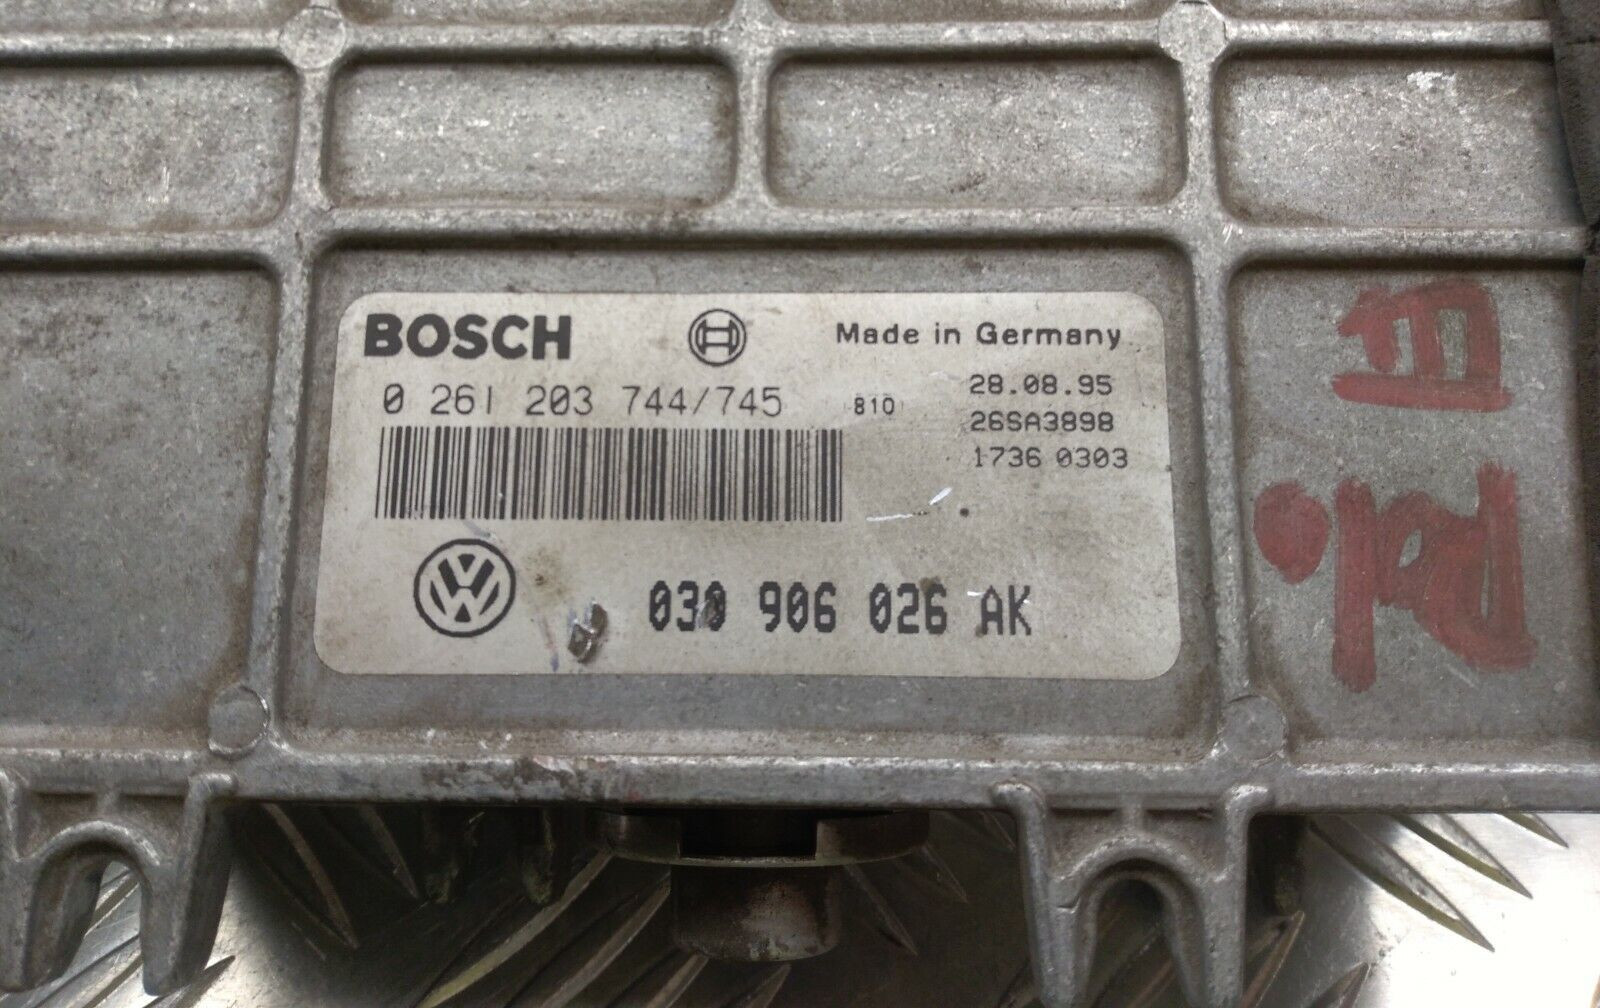 BOSCH
Made in Germany
0 261 203 744/745
810
28.08.95
26SA3898
1736 0303
VW
030 906 026 AK